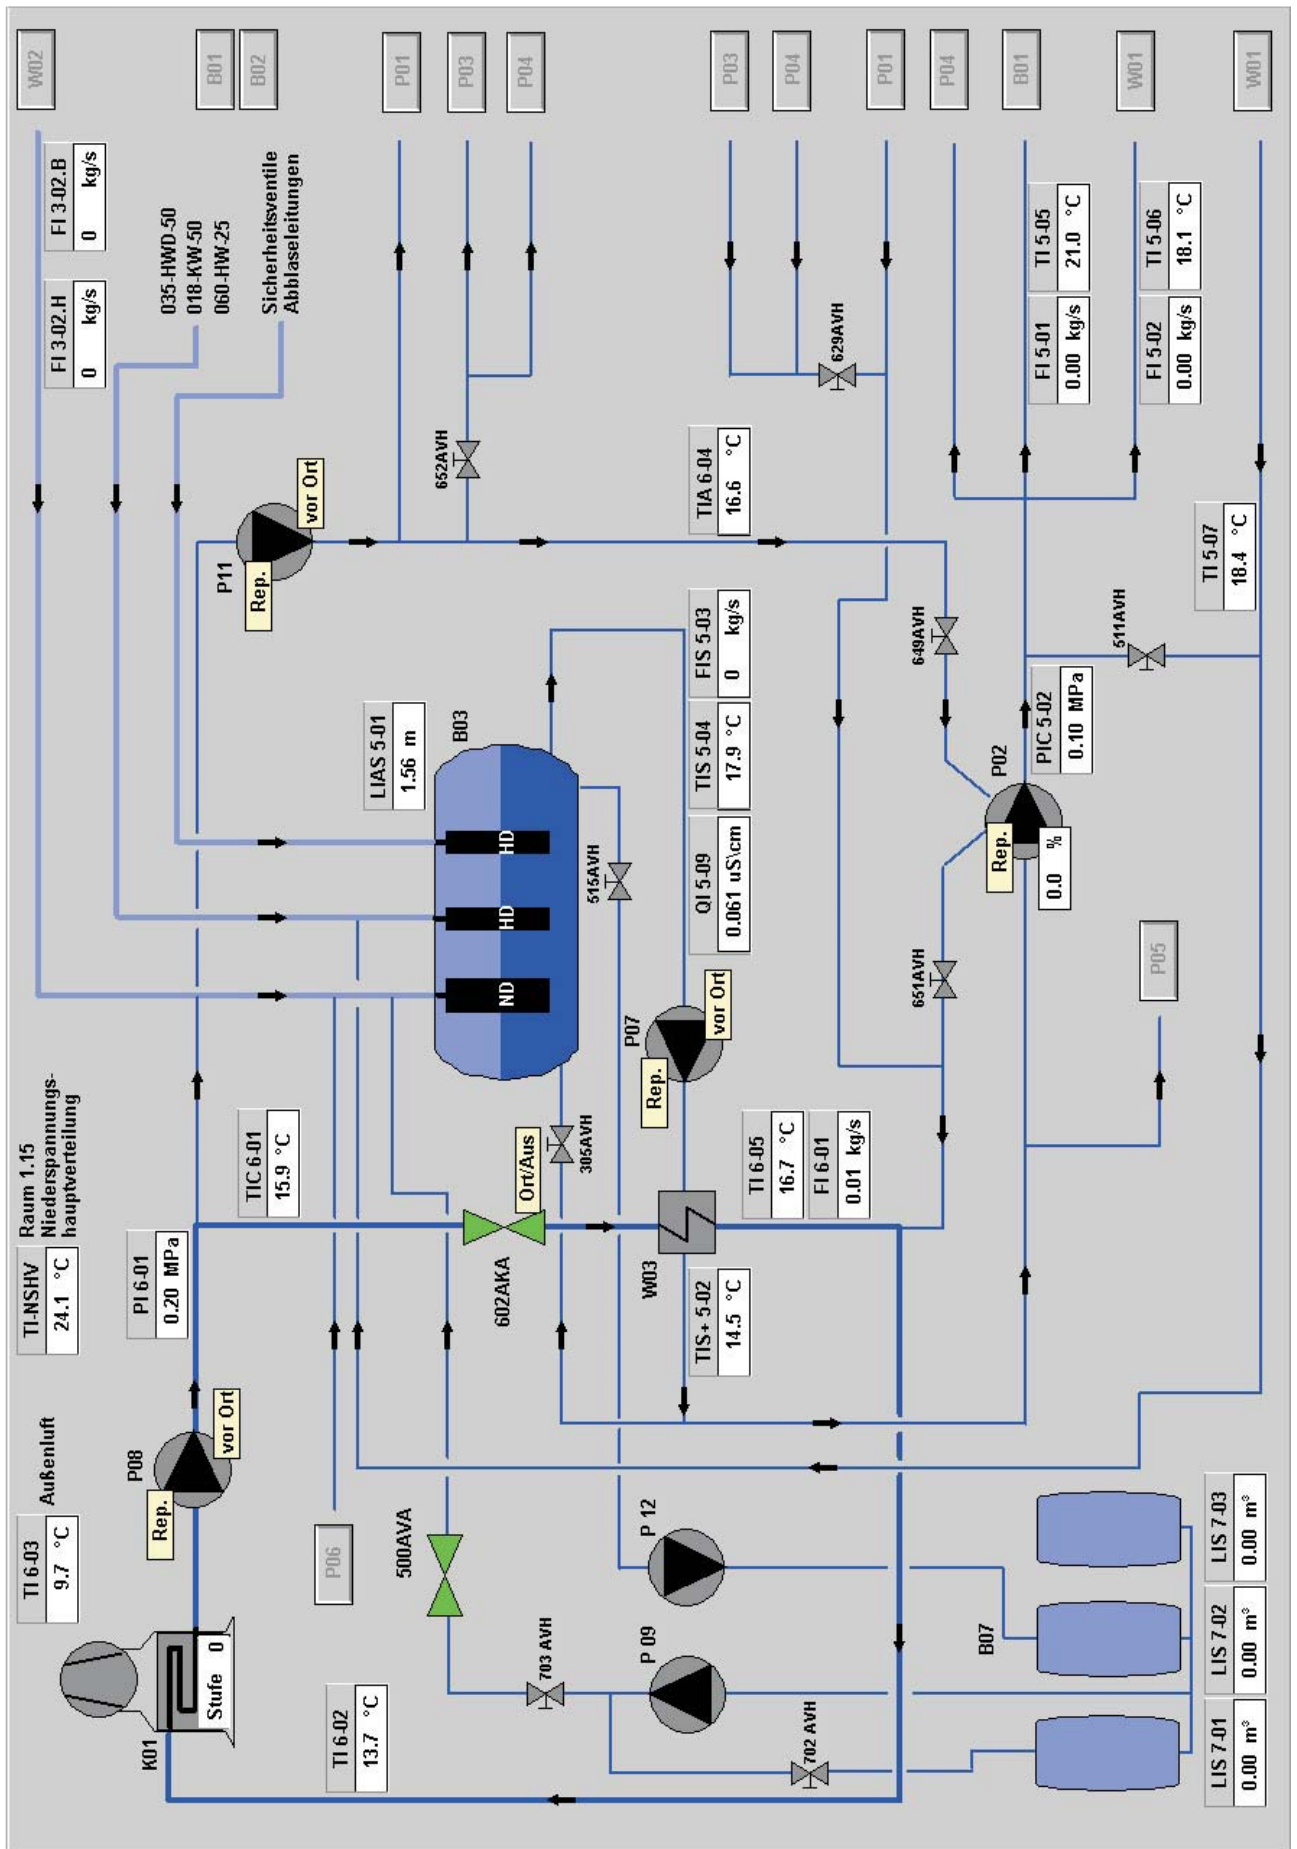 TI 6-03
9.7 °C
Außenluft
TI-NSHV
24.1 °C
Raum 1.15
Niederspannungs-
hauptverteilung
FI 3-02.H
0 kg/s
FI 3-02.B
0 kg/s
W02
K01
Stufe 0
Rep.
P08
vor Ort
PI 6-01
0.20 MPa
035-HWD-50
018-KW-50
060-HW-25
B01
B02
Sicherheitsventile
Abblaseleitungen
TIC 6-01
15.9 °C
P11
Rep.
vor Ort
P06
TI 6-02
13.7 °C
LIAS 5-01
1.56 m
P01
P03
P04
652AVH
B03
ND
HD
HD
500AVA
602AKA
Ort/Aus
305AVH
515AVH
703 AVH
P 09
P 12
W03
Rep.
P07
vor Ort
TIS+ 5-02
14.5 °C
QI 5-09
0.061 uS\cm
TIS 5-04
17.9 °C
FIS 5-03
0 kg/s
TIA 6-04
16.6 °C
P03
P04
P01
629AVH
TI 6-05
16.7 °C
FI 6-01
0.01 kg/s
702 AVH
651AVH
649AVH
P04
B07
Rep.
P02
0.0 %
PIC 5-02
0.10 MPa
FI 5-01
0.00 kg/s
TI 5-05
21.0 °C
B01
511AVH
P05
FI 5-02
0.00 kg/s
TI 5-06
18.1 °C
W01
TI 5-07
18.4 °C
W01
LIS 7-01
0.00 m³
LIS 7-02
0.00 m³
LIS 7-03
0.00 m³